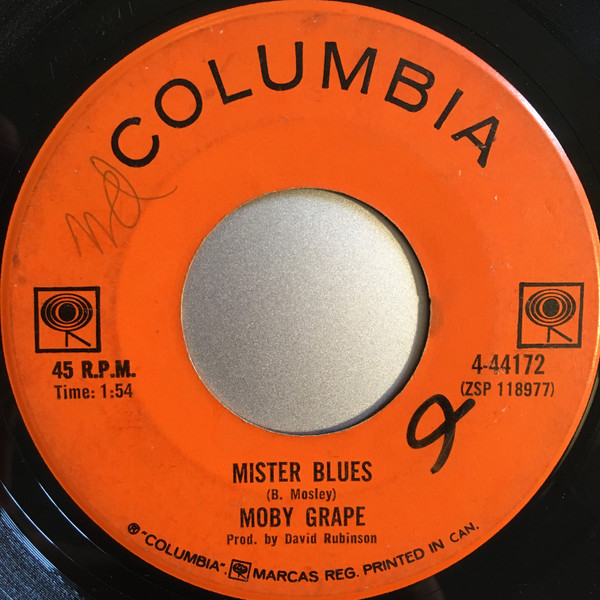 COLUMBIA
45 R.P.M.
Time: 1:54
4-44172
(ZSP 118977)
MISTER BLUES
(B. Mosley)
MOBY GRAPE
Prod. by David Rubinson
® "COLUMBIA". MARCAS REG. PRINTED IN CAN.